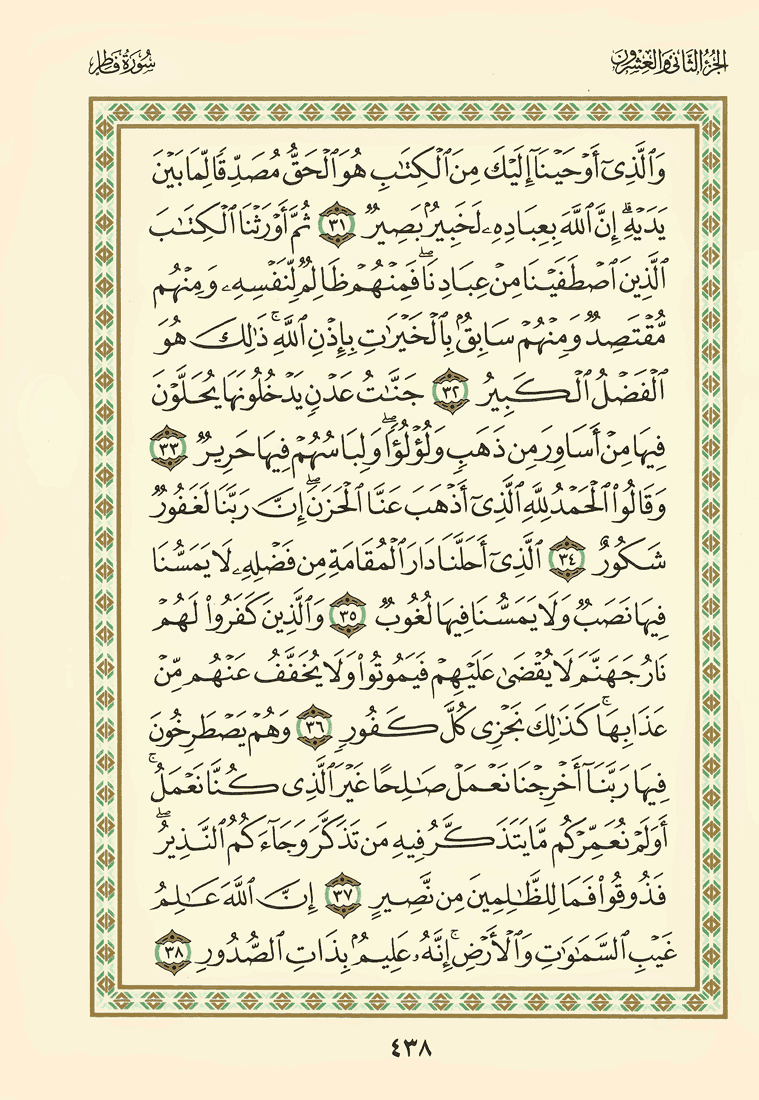 الجزء الثاني والعشرون
سورة فاطر
وَٱلَّذِىٓ أَوْحَيْنَآ إِلَيْكَ مِنَ ٱلْكِتَـٰبِ هُوَ ٱلْحَقُّ مُصَدِّقًا لِّمَا بَيْنَ
يَدَيْهِ ۗ إِنَّ ٱللَّهَ بِعِبَادِهِۦ لَخَبِيرٌۢ بَصِيرٌ ٣١ ثُمَّ أَوْرَثْنَا ٱلْكِتَـٰبَ
ٱلَّذِينَ ٱصْطَفَيْنَا مِنْ عِبَادِنَا ۖ فَمِنْهُمْ ظَالِمٌ لِّنَفْسِهِۦ وَمِنْهُم
مُّقْتَصِدٌ وَمِنْهُمْ سَابِقٌۢ بِٱلْخَيْرَٰتِ بِإِذْنِ ٱللَّهِ ۚ ذَٰلِكَ هُوَ
ٱلْفَضْلُ ٱلْكَبِيرُ ٣٢ جَنَّـٰتُ عَدْنٍ يَدْخُلُونَهَا يُحَلَّوْنَ
فِيهَا مِنْ أَسَاوِرَ مِن ذَهَبٍ وَلُؤْلُؤًا ۖ وَلِبَاسُهُمْ فِيهَا حَرِيرٌ ٣٣
وَقَالُوا۟ ٱلْحَمْدُ لِلَّهِ ٱلَّذِىٓ أَذْهَبَ عَنَّا ٱلْحَزَنَ ۖ إِنَّ رَبَّنَا لَغَفُورٌ
شَكُورٌ ٣٤ ٱلَّذِىٓ أَحَلَّنَا دَارَ ٱلْمُقَامَةِ مِن فَضْلِهِۦ لَا يَمَسُّنَا
فِيهَا نَصَبٌ وَلَا يَمَسُّنَا فِيهَا لُغُوبٌ ٣٥ وَٱلَّذِينَ كَفَرُوا۟ لَهُمْ
نَارُ جَهَنَّمَ لَا يُقْضَىٰ عَلَيْهِمْ فَيَمُوتُوا۟ وَلَا يُخَفَّفُ عَنْهُم مِّنْ
عَذَابِهَا ۚ كَذَٰلِكَ نَجْزِى كُلَّ كَفُورٍ ٣٦ وَهُمْ يَصْطَرِخُونَ
فِيهَا رَبَّنَآ أَخْرِجْنَا نَعْمَلْ صَـٰلِحًا غَيْرَ ٱلَّذِى كُنَّا نَعْمَلُ ۚ
أَوَلَمْ نُعَمِّرْكُم مَّا يَتَذَكَّرُ فِيهِ مَن تَذَكَّرَ وَجَآءَكُمُ ٱلنَّذِيرُ ۖ
فَذُوقُوا۟ فَمَا لِلظَّـٰلِمِينَ مِن نَّصِيرٍ ٣٧ إِنَّ ٱللَّهَ عَـٰلِمُ
غَيْبِ ٱلسَّمَـٰوَٰتِ وَٱلْأَرْضِ ۚ إِنَّهُۥ عَلِيمٌۢ بِذَاتِ ٱلصُّدُورِ ٣٨
٤٣٨